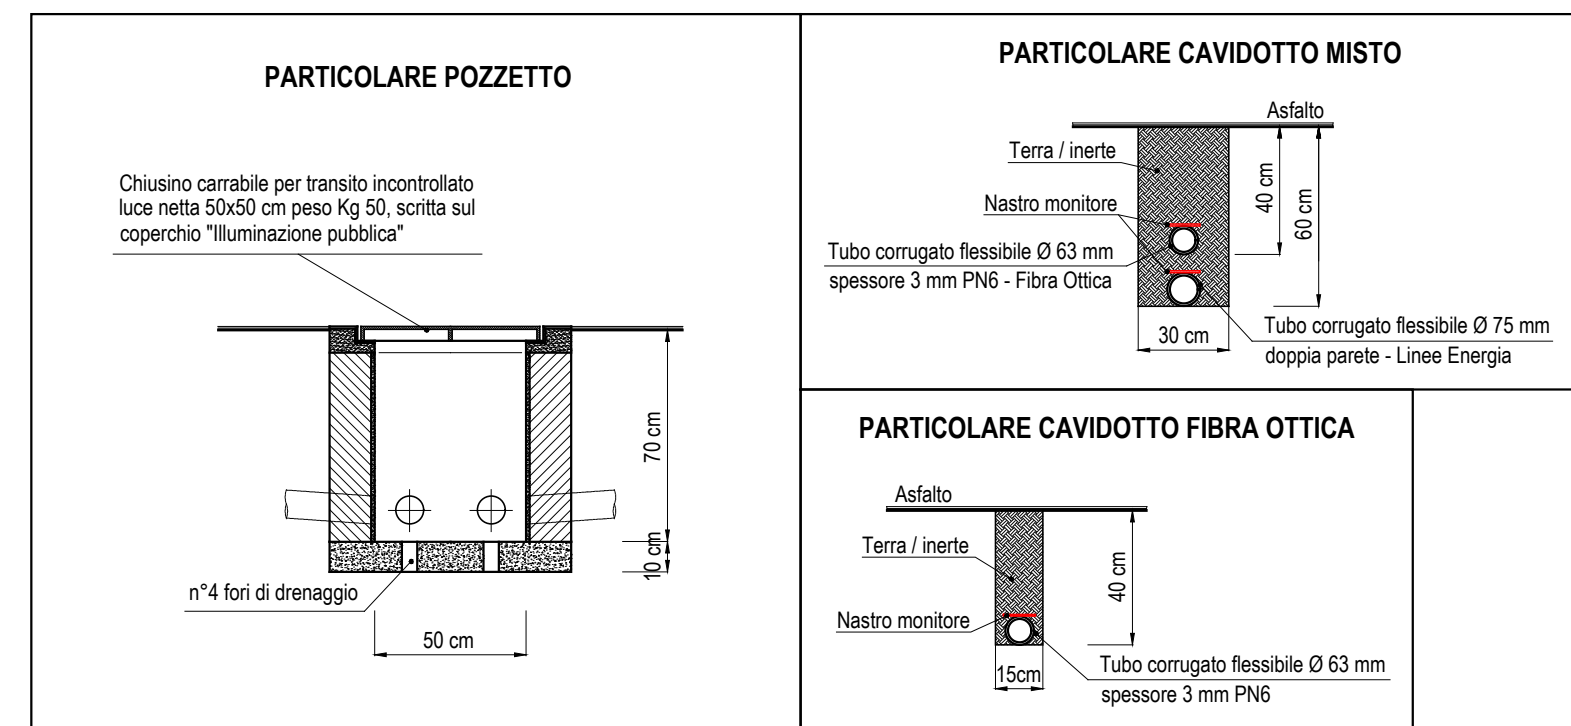 PARTICOLARE POZZETTO
Chiusino carrabile per transito incontrollato
luce netta 50x50 cm peso Kg 50, scritta sul
coperchio "Illuminazione pubblica"
70 cm
10 cm
n°4 fori di drenaggio
50 cm
PARTICOLARE CAVIDOTTO MISTO
Asfalto
Terra / inerte
Nastro monitore
Tubo corrugato flessibile Ø 63 mm
spessore 3 mm PN6 - Fibra Ottica
40 cm
60 cm
30 cm
Tubo corrugato flessibile Ø 75 mm
doppia parete - Linee Energia
PARTICOLARE CAVIDOTTO FIBRA OTTICA
Asfalto
Terra / inerte
Nastro monitore
40 cm
15cm
Tubo corrugato flessibile Ø 63 mm
spessore 3 mm PN6